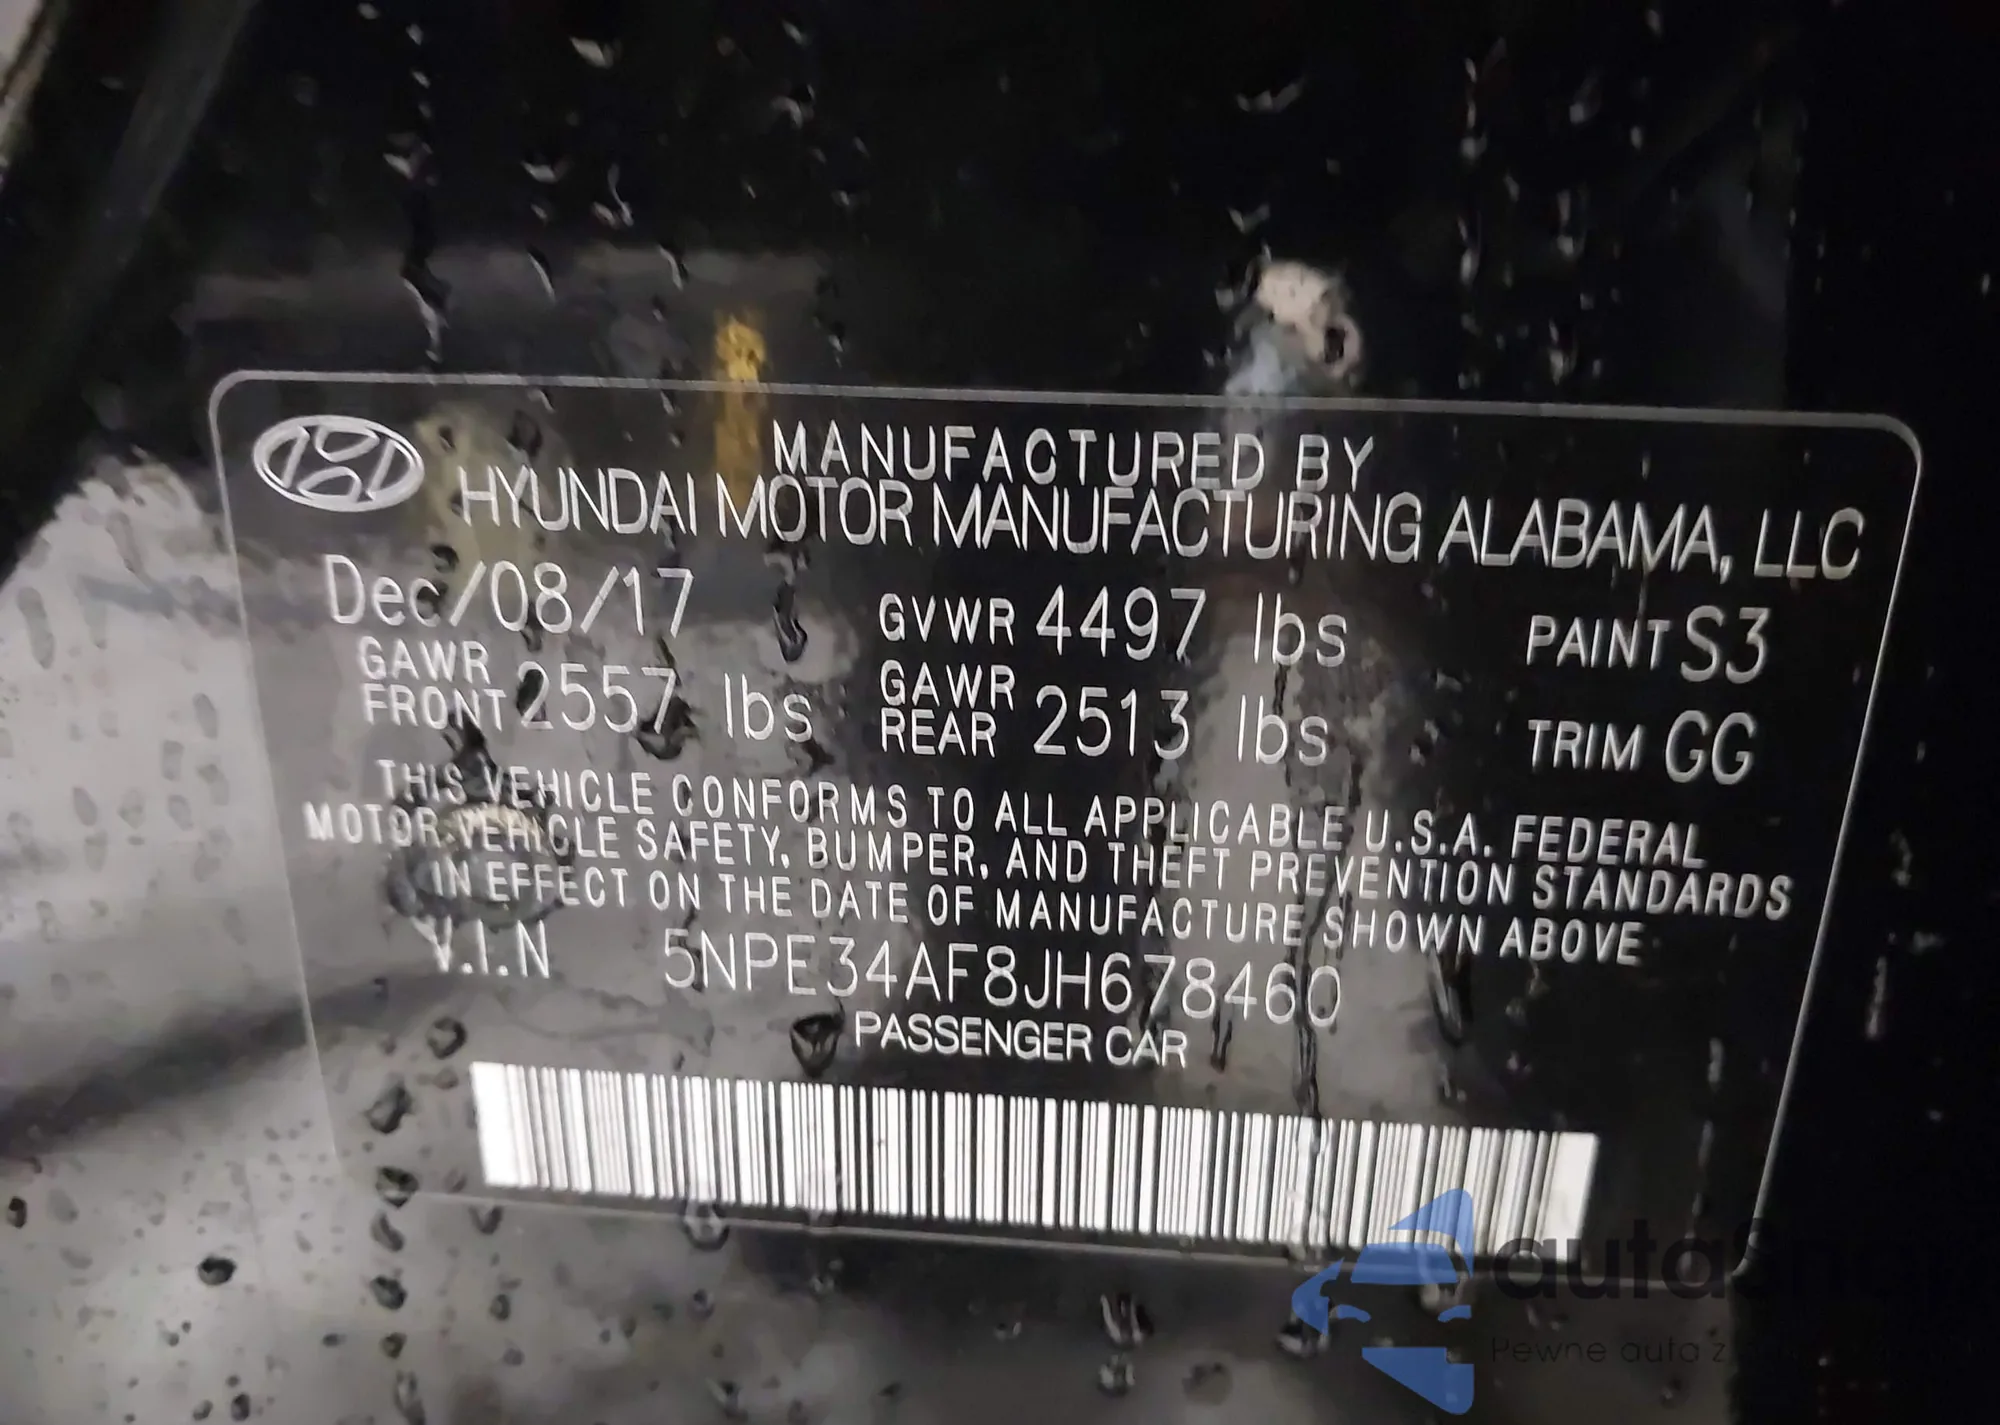 MANUFACTURED BY
HYUNDAI MOTOR MANUFACTURING ALABAMA, LLC
Dec/08/17 GVWR 4497 lbs PAINT S3
GAWR FRONT 2557 lbs GAWR REAR 2513 lbs TRIM GG
THIS VEHICLE CONFORMS TO ALL APPLICABLE U.S.A. FEDERAL
MOTOR VEHICLE SAFETY, BUMPER, AND THEFT PREVENTION STANDARDS
IN EFFECT ON THE DATE OF MANUFACTURE SHOWN ABOVE
V.I.N 5NPE34AF8JH678460
PASSENGER CAR
Pewne auta z